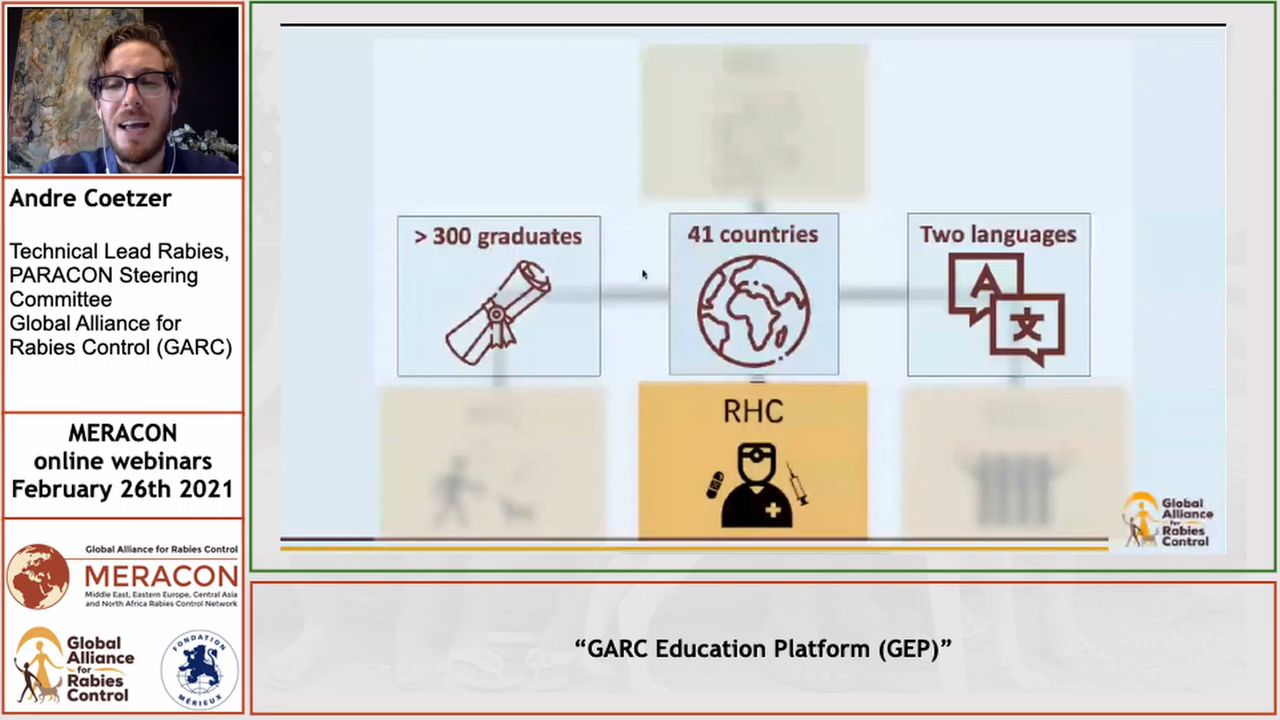 Andre Coetzer
Technical Lead Rabies,
PARACON Steering
Committee
Global Alliance for
Rabies Control (GARC)
MERACON
online webinars
February 26th 2021
Global Alliance for Rabies Control
MERACON
Middle East, Eastern Europe, Central Asia
and North Africa Rabies Control Network
Global
Alliance
for
Rabies
Control
FONDATION
MÉRIEUX
> 300 graduates
41 countries
Two languages
A
文
RHC
Global
Alliance
for
Rabies
Control
“GARC Education Platform (GEP)”